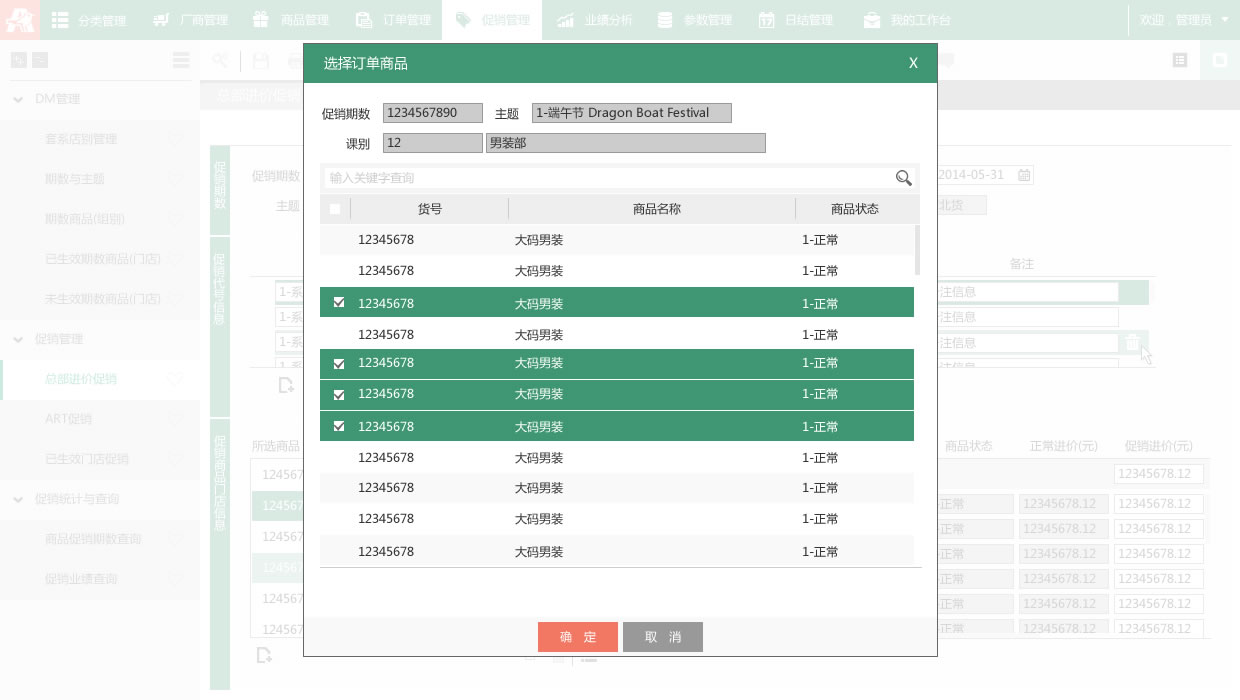 分类管理 厂商管理 商品管理 订单管理 促销管理 业绩分析 参数管理 日结管理 我的工作台 欢迎，管理员
DM管理
套系店别管理
期数与主题
期数商品(组别)
已生效期数商品(门店)
未生效期数商品(门店)
促销管理
总部进价促销
ART促销
已生效门店促销
促销统计与查询
商品促销期数查询
促销业绩查询
总部进价促销
促销期数
促销期数
主题
2014-05-31
北货
促销代号信息
备注
1-系
注信息
1-系
注信息
1-系
注信息
促销商品门店信息
所选商品 商品状态 正常进价(元) 促销进价(元)
124567
12345678.12
124567
正常 12345678.12 12345678.12
124567
正常 12345678.12 12345678.12
124567
正常 12345678.12 12345678.12
124567
正常 12345678.12 12345678.12
124567
正常 12345678.12 12345678.12
正常 12345678.12 12345678.12
选择订单商品 X
促销期数 1234567890 主题 1-端午节 Dragon Boat Festival
课别 12 男装部
输入关键字查询
货号 商品名称 商品状态
12345678 大码男装 1-正常
12345678 大码男装 1-正常
12345678 大码男装 1-正常
12345678 大码男装 1-正常
12345678 大码男装 1-正常
12345678 大码男装 1-正常
12345678 大码男装 1-正常
12345678 大码男装 1-正常
12345678 大码男装 1-正常
12345678 大码男装 1-正常
12345678 大码男装 1-正常
确 定 取 消